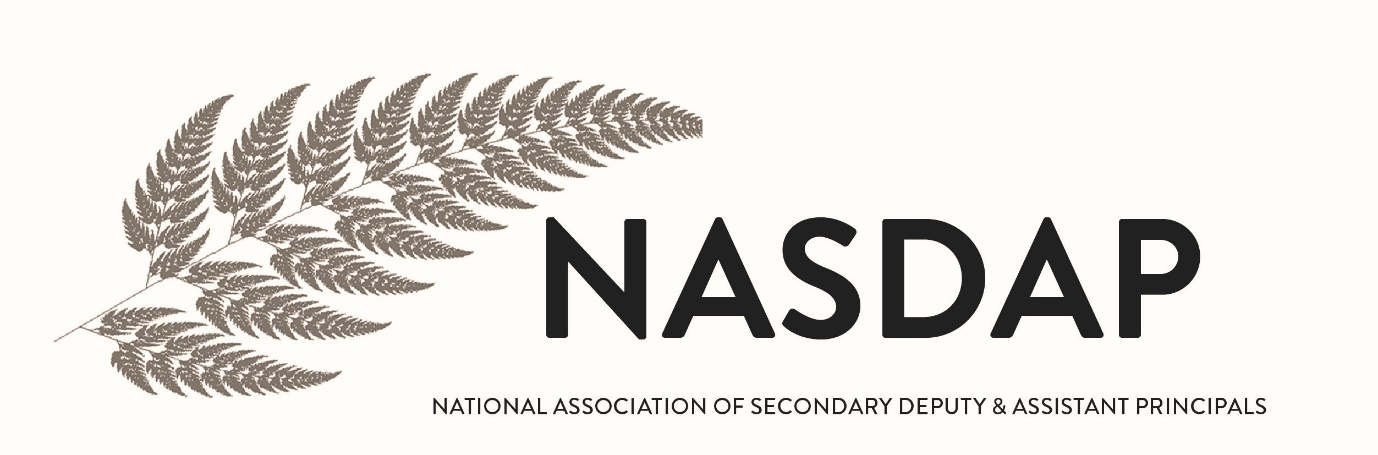 NASDAP
NATIONAL ASSOCIATION OF SECONDARY DEPUTY & ASSISTANT PRINCIPALS